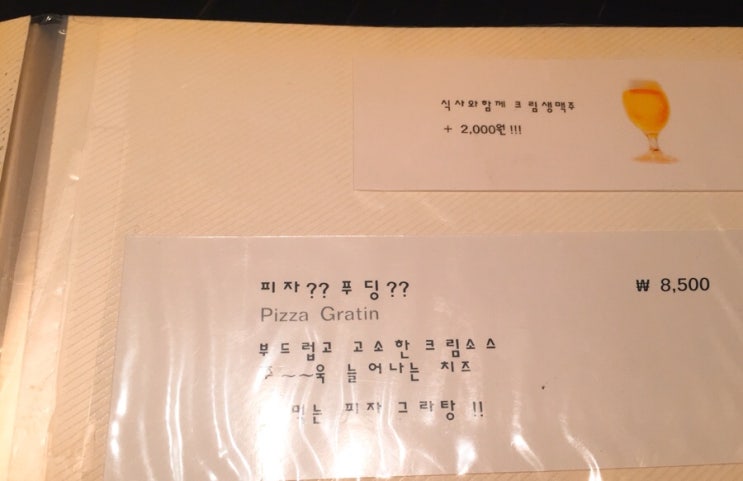 식사와함께 크림생맥주
+ 2,000원!!!
피자?? 푸딩??
₩ 8,500
Pizza Gratin
부드럽고 고소한 크림소스
늘어나는 치즈
먹는 피자그라탕 !!